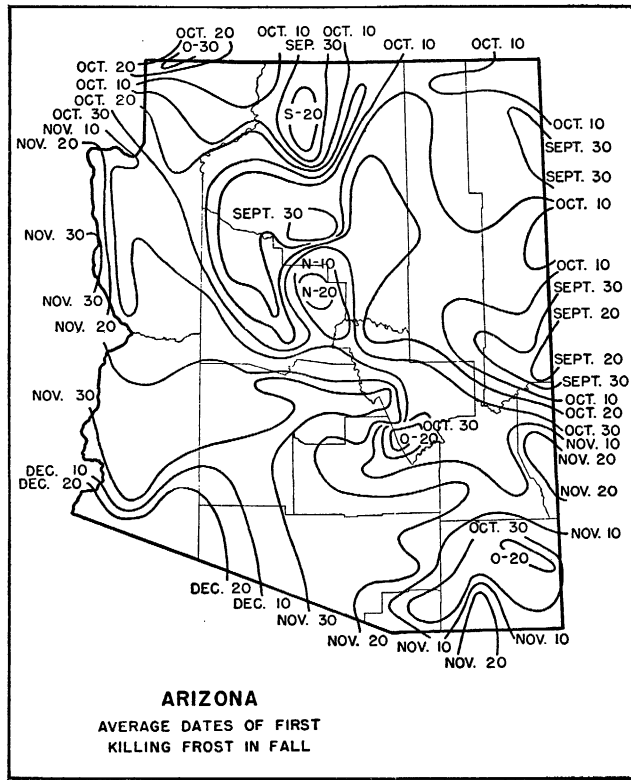 OCT. 20
O-30
OCT. 10
SEP. 30
OCT. 10
OCT. 10
OCT. 10
OCT. 20
OCT. 10
OCT. 20
OCT. 30
NOV. 10
NOV. 20
S-20
OCT. 10
SEPT. 30
SEPT. 30
OCT. 10
SEPT. 30
NOV. 30
N-10
N-20
OCT. 10
SEPT. 30
SEPT. 20
NOV. 30
NOV. 20
SEPT. 20
SEPT. 30
OCT. 10
OCT. 20
OCT. 30
NOV. 10
NOV. 20
NOV. 30
OCT. 30
O-20
DEC. 10
DEC. 20
NOV. 20
OCT. 30
NOV. 10
O-20
DEC. 20
DEC. 10
NOV. 30
NOV. 20
NOV. 10
NOV. 20
NOV. 10
ARIZONA
AVERAGE DATES OF FIRST
KILLING FROST IN FALL